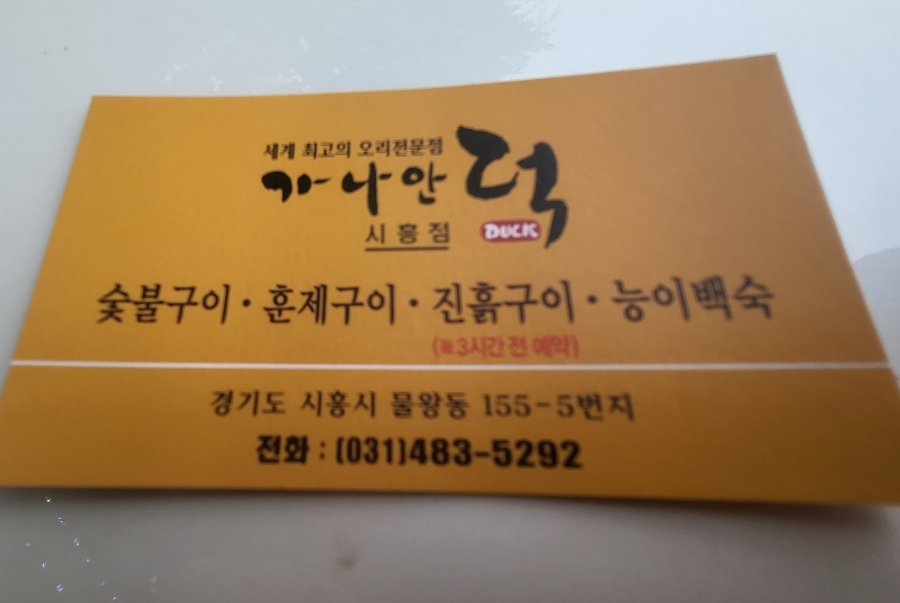 세계 최고의 오리전문점
가나안 덕
시흥점 DUCK
숯불구이·훈제구이·진흙구이·능이백숙
(※3시간 전 예약)
경기도 시흥시 물왕동 155-5번지
전화 : (031)483-5292